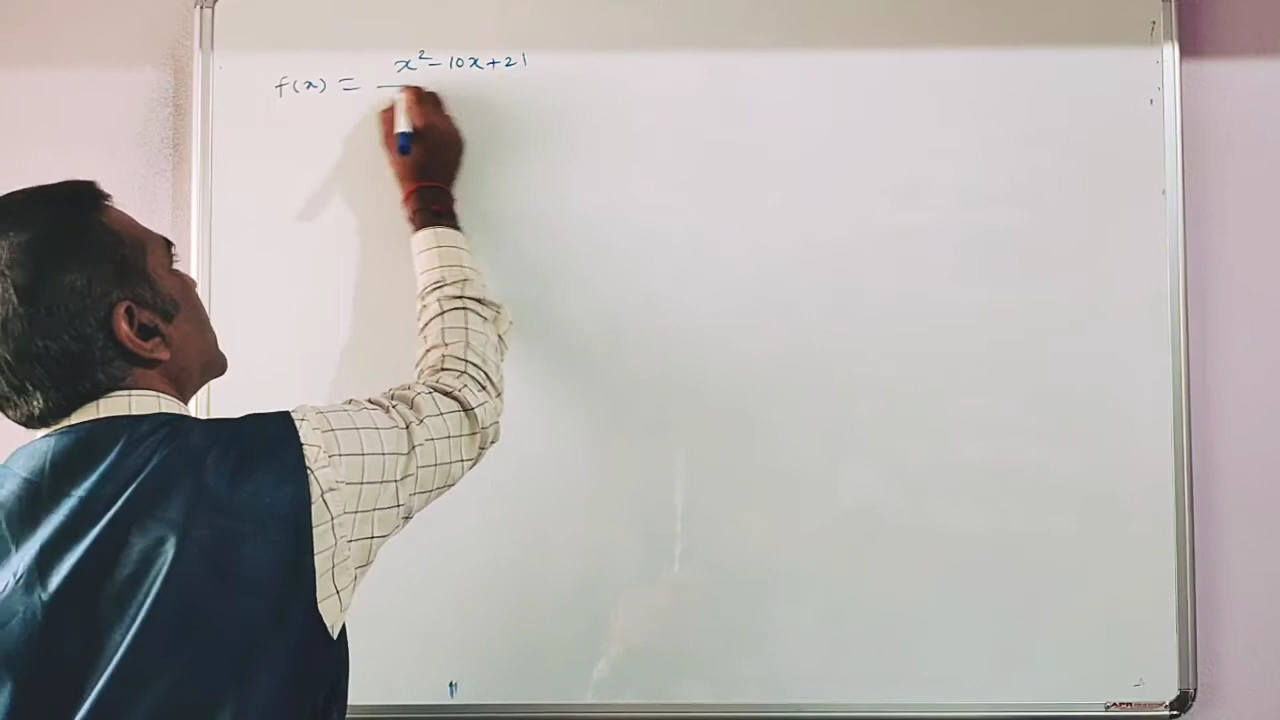 f(x) = x² - 10x + 21